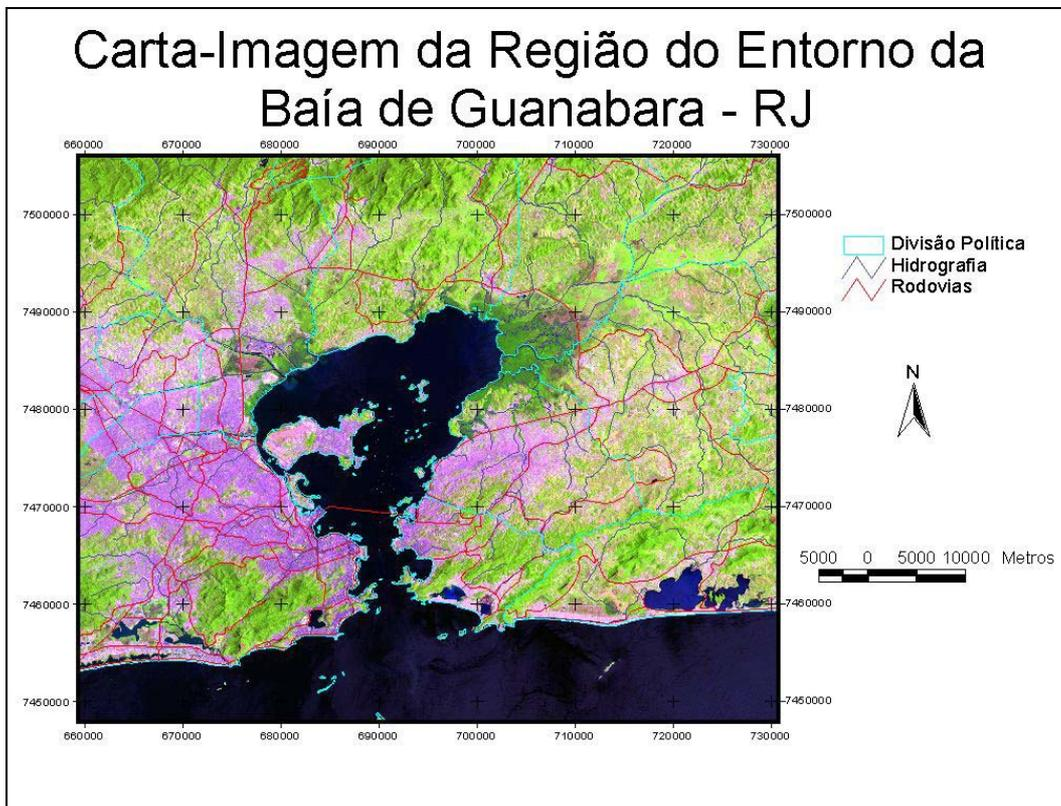 Carta-Imagem da Região do Entorno da
Baía de Guanabara - RJ
660000 670000 680000 690000 700000 710000 720000 730000
7500000 7500000
Divisão Política
Hidrografia
Rodovias
7490000 7490000
N
7480000 7480000
7470000 7470000
5000 0 5000 10000 Metros
7460000 7460000
7450000 7450000
660000 670000 680000 690000 700000 710000 720000 730000